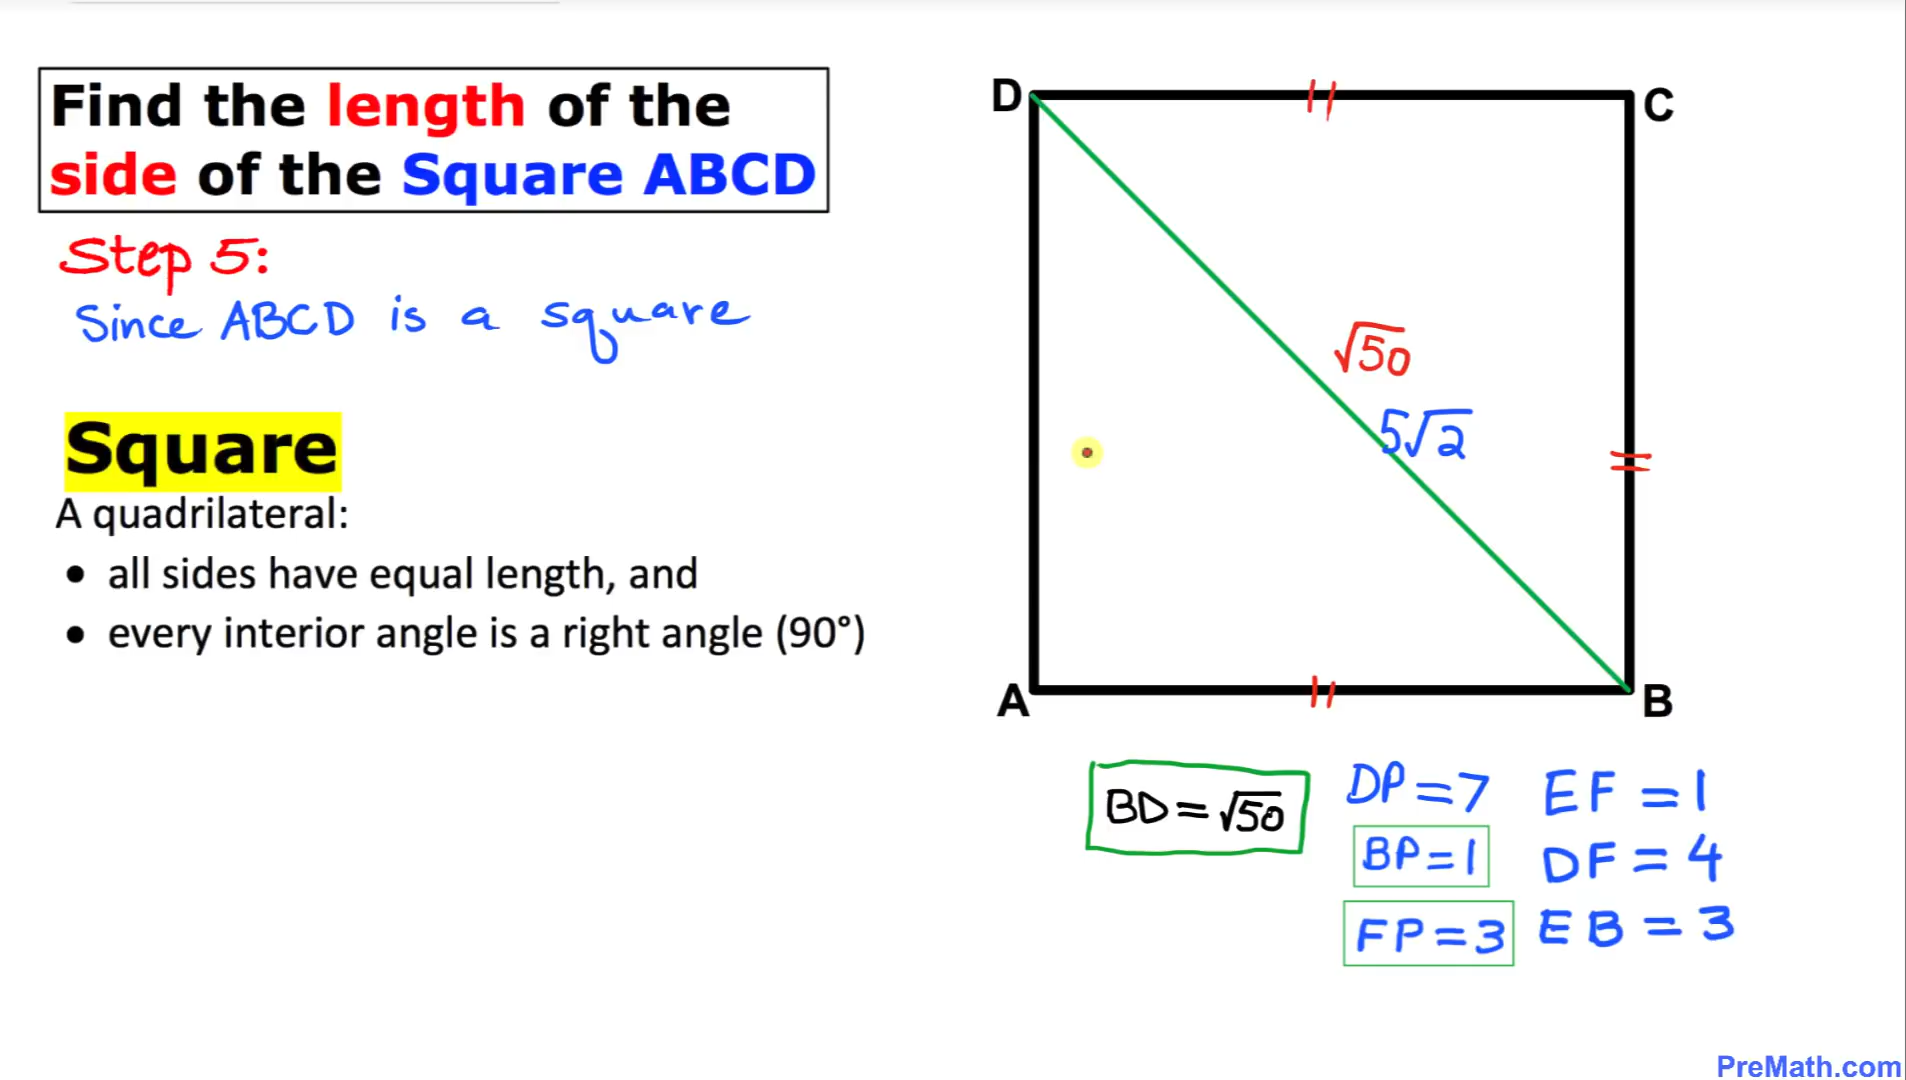 Find the length of the
side of the Square ABCD
Step 5:
Since ABCD is a square
Square
A quadrilateral:
• all sides have equal length, and
• every interior angle is a right angle (90°)
D
C
√50
5√2
A
B
BD = √50
DP = 7
BP = 1
FP = 3
EF = 1
DF = 4
EB = 3
PreMath.com